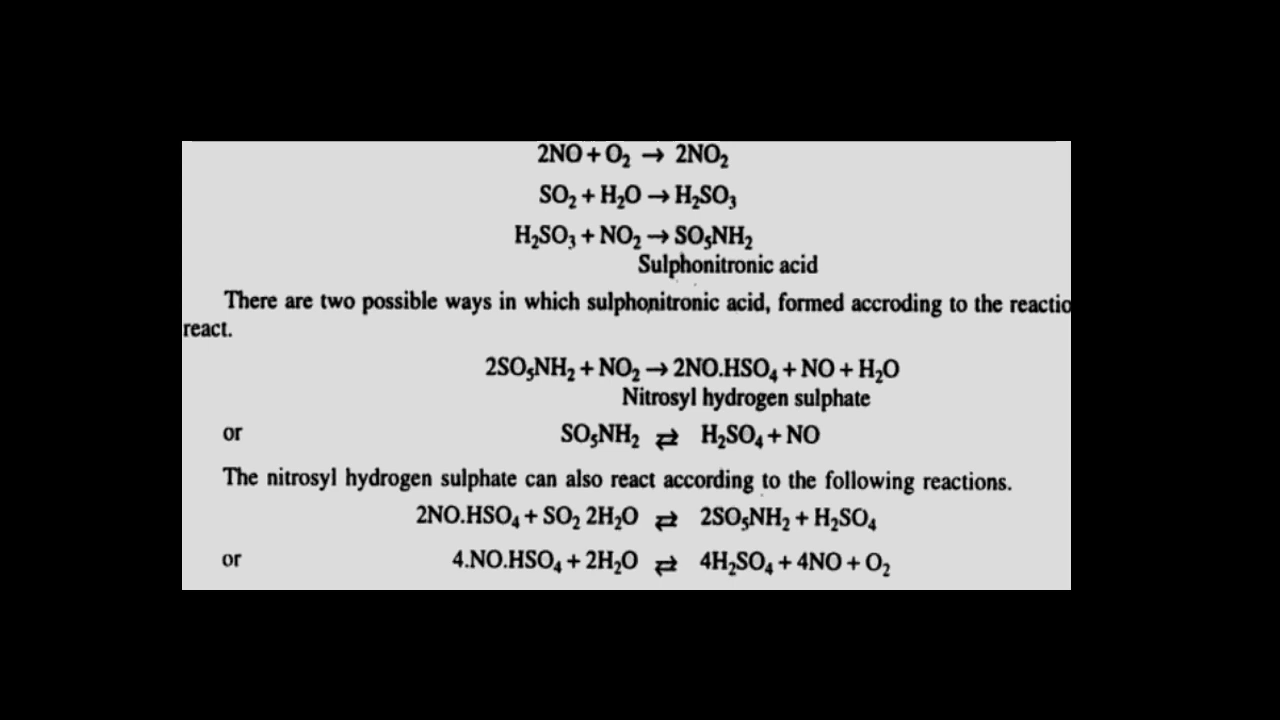 2NO + O₂ → 2NO₂
SO₂ + H₂O → H₂SO₃
H₂SO₃ + NO₂ → SO₅NH₂
Sulphonitronic acid
There are two possible ways in which sulphonitronic acid, formed accroding to the reactio
react.
2SO₅NH₂ + NO₂ → 2NO.HSO₄ + NO + H₂O
Nitrosyl hydrogen sulphate
or SO₅NH₂ ⇄ H₂SO₄ + NO
The nitrosyl hydrogen sulphate can also react according to the following reactions.
2NO.HSO₄ + SO₂ 2H₂O ⇄ 2SO₅NH₂ + H₂SO₄
or 4.NO.HSO₄ + 2H₂O ⇄ 4H₂SO₄ + 4NO + O₂